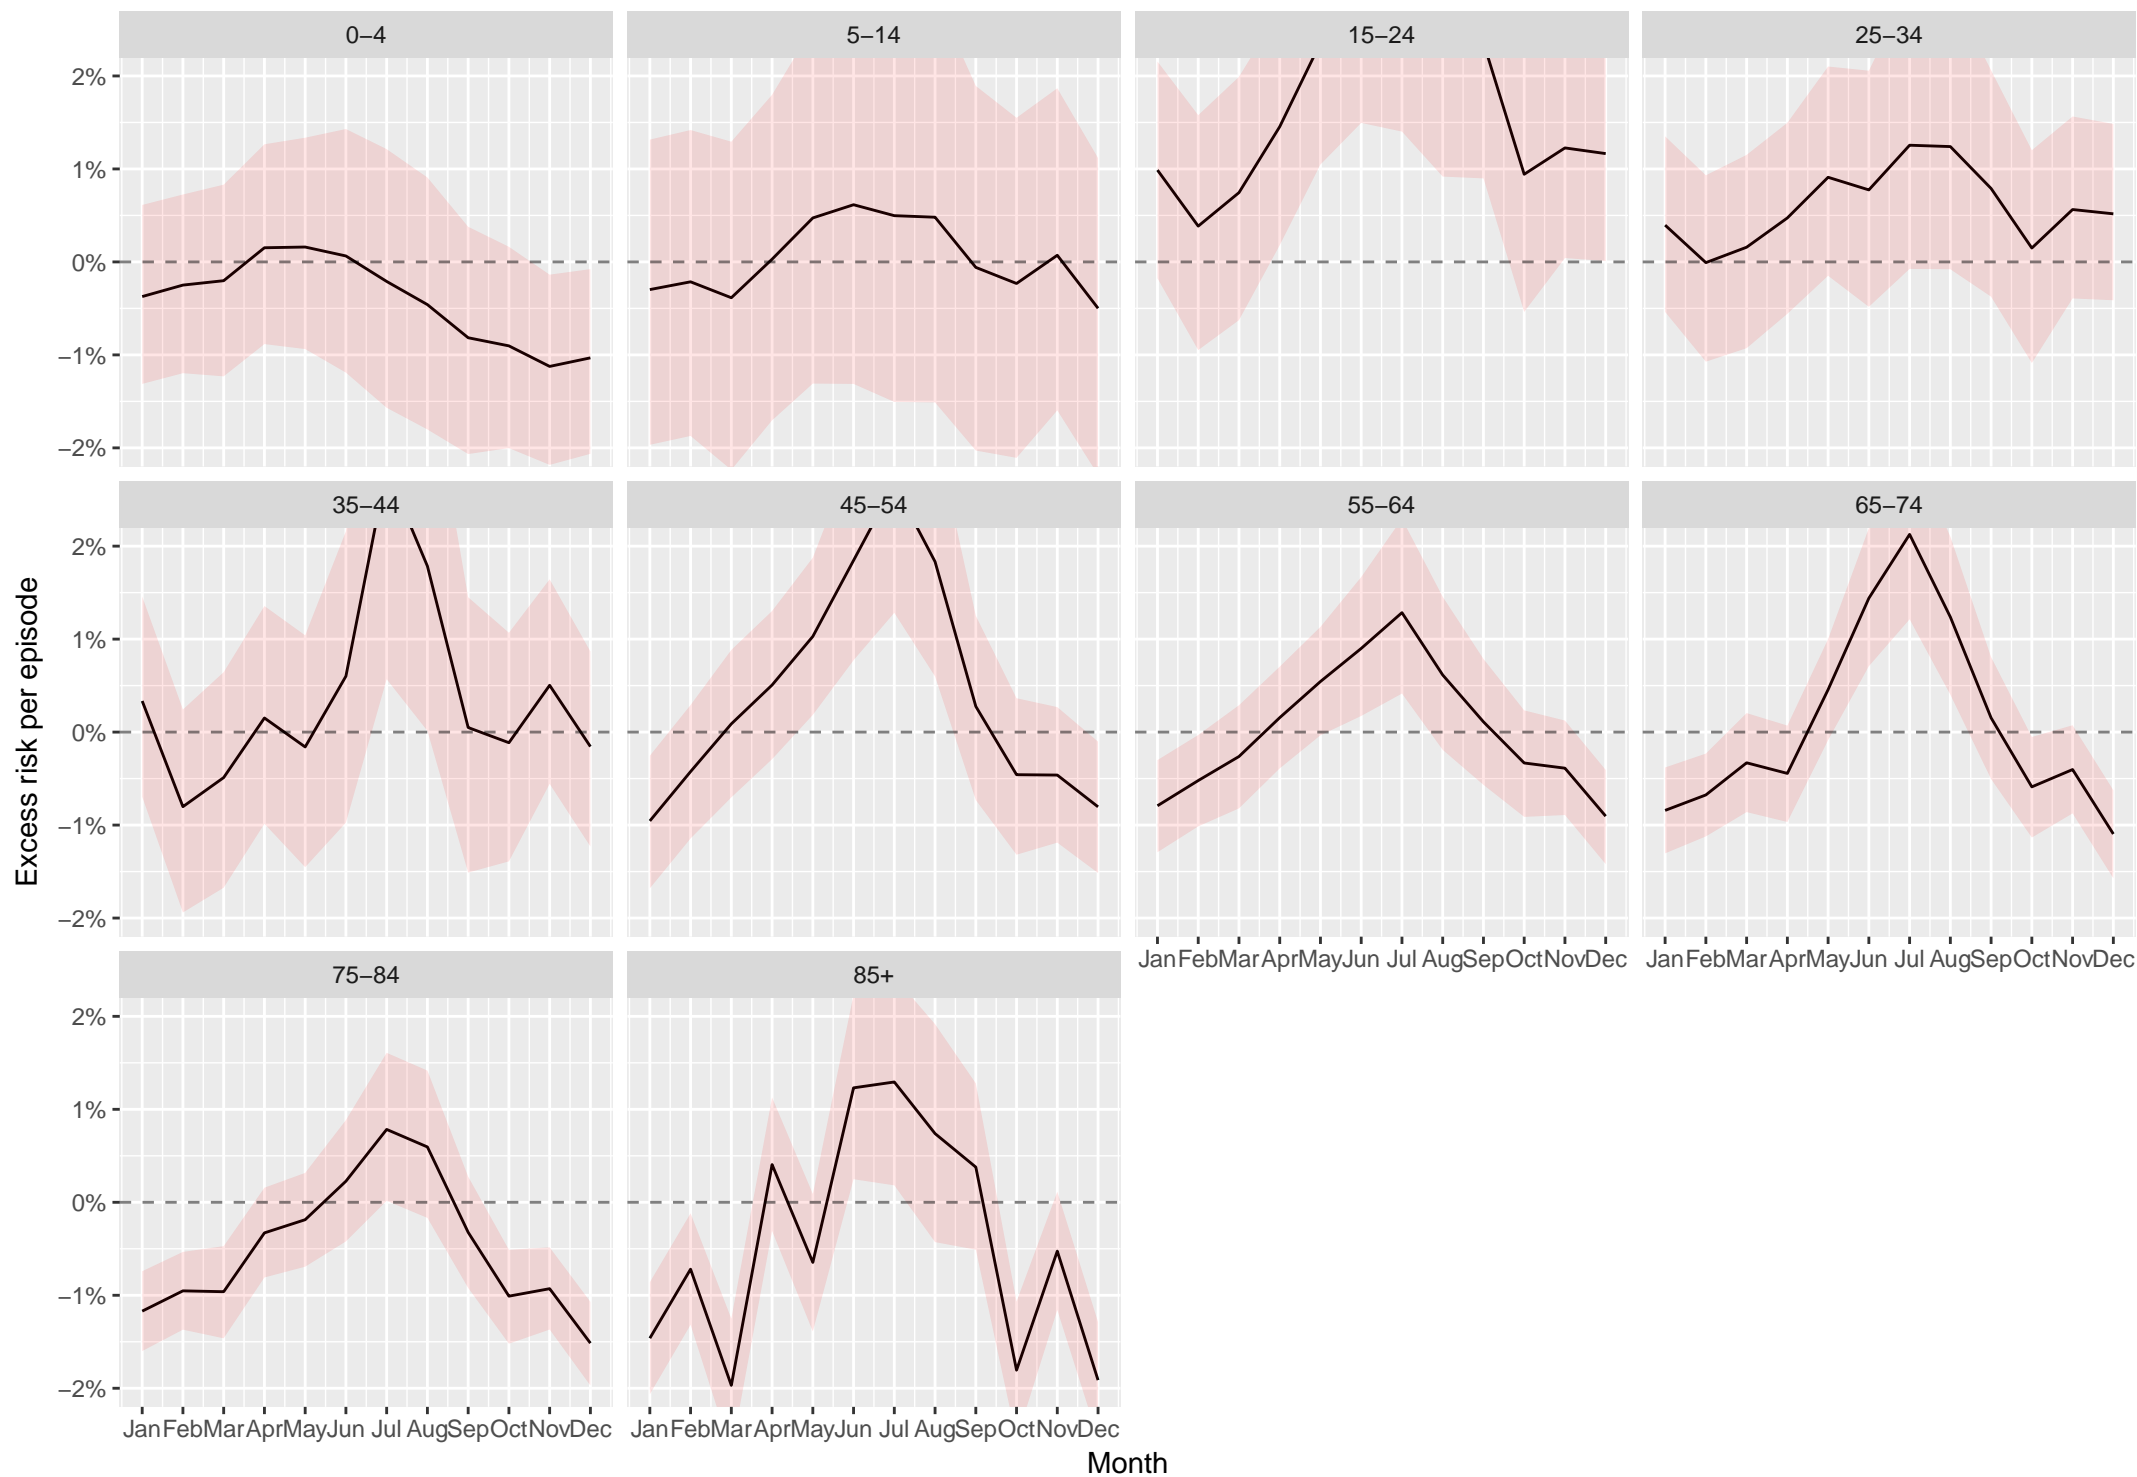 0−4 5−14 15−24 25−34
2%
1%
0%
−1%
−2%
35−44 45−54 55−64 65−74
2%
1%
0%
−1%
−2%
Jan Feb Mar Apr May Jun Jul Aug Sep Oct Nov Dec Jan Feb Mar Apr May Jun Jul Aug Sep Oct Nov Dec
75−84 85+
2%
1%
0%
−1%
−2%
Jan Feb Mar Apr May Jun Jul Aug Sep Oct Nov Dec Jan Feb Mar Apr May Jun Jul Aug Sep Oct Nov Dec
Month
Excess risk per episode